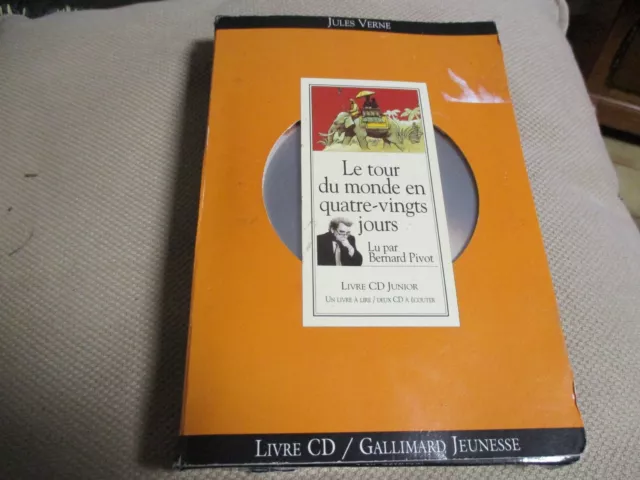 JULES VERNE
Le tour
du monde en
quatre-vingts
jours
Lu par
Bernard Pivot
LIVRE CD JUNIOR
UN LIVRE À LIRE / DEUX CD À ÉCOUTER
LIVRE CD / GALLIMARD JEUNESSE